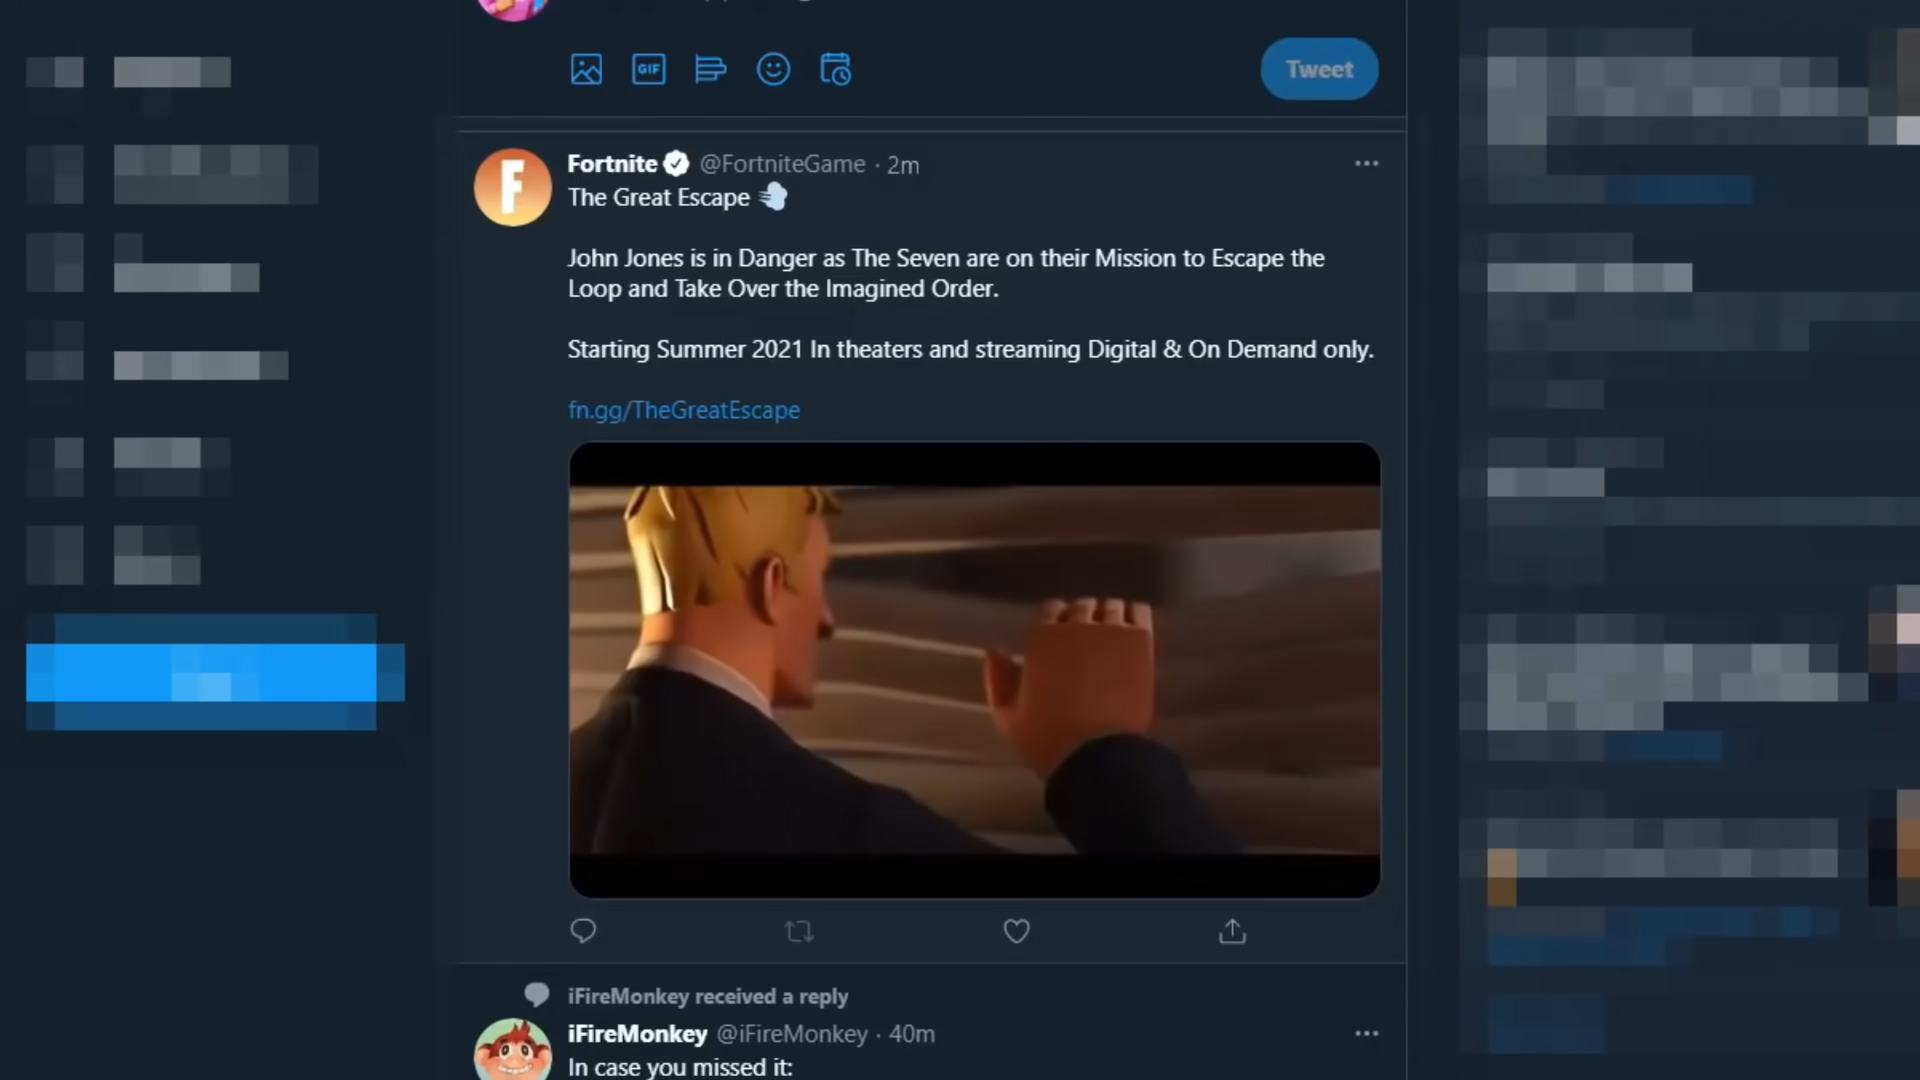 GIF
Tweet
Fortnite @FortniteGame · 2m
The Great Escape 💨
John Jones is in Danger as The Seven are on their Mission to Escape the
Loop and Take Over the Imagined Order.
Starting Summer 2021 In theaters and streaming Digital & On Demand only.
fn.gg/TheGreatEscape
iFireMonkey received a reply
iFireMonkey @iFireMonkey · 40m
In case you missed it: